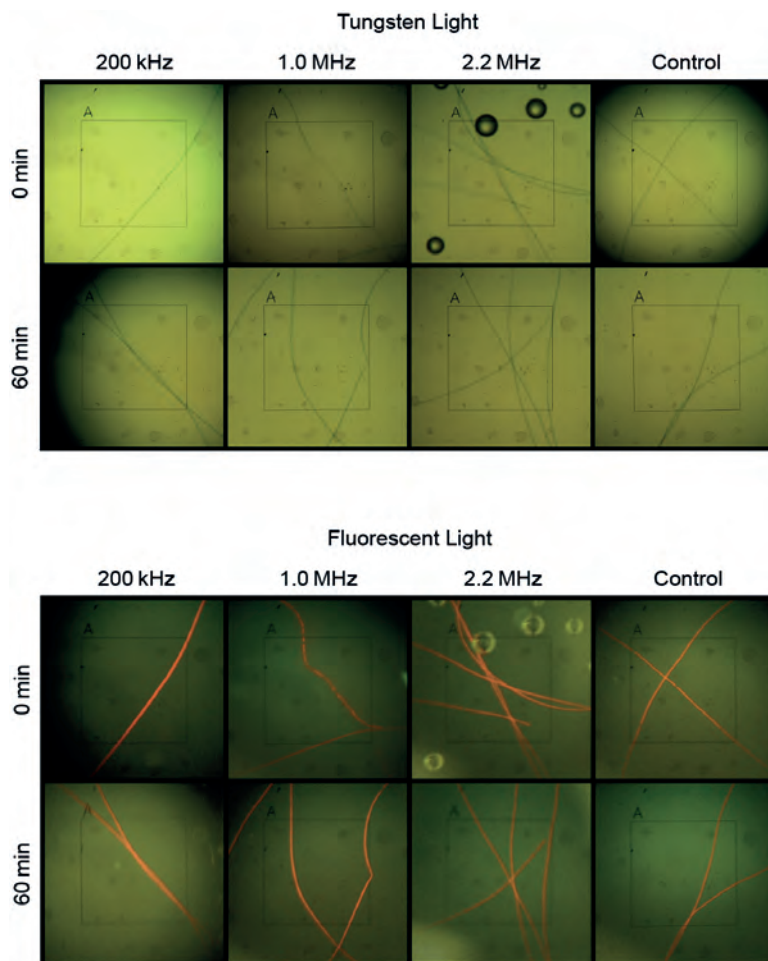 Tungsten Light
200 kHz 1.0 MHz 2.2 MHz Control
0 min
A A A A
60 min
A A A A
Fluorescent Light
200 kHz 1.0 MHz 2.2 MHz Control
0 min
A A A A
60 min
A A A A